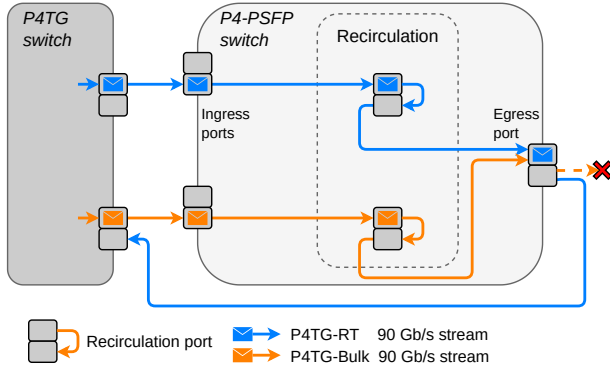 P4TG
switch
P4-PSFP
switch
Recirculation
Ingress
ports
Egress
port
Recirculation port
P4TG-RT 90 Gb/s stream
P4TG-Bulk 90 Gb/s stream